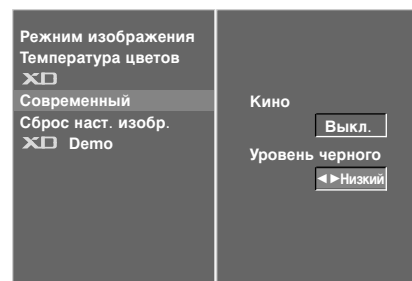 Режим изображения
Температура цветов
XD
Современный
Сброс наст. изобр.
XD Demo
Кино
Выкл.
Уровень черного
◄►Низкий